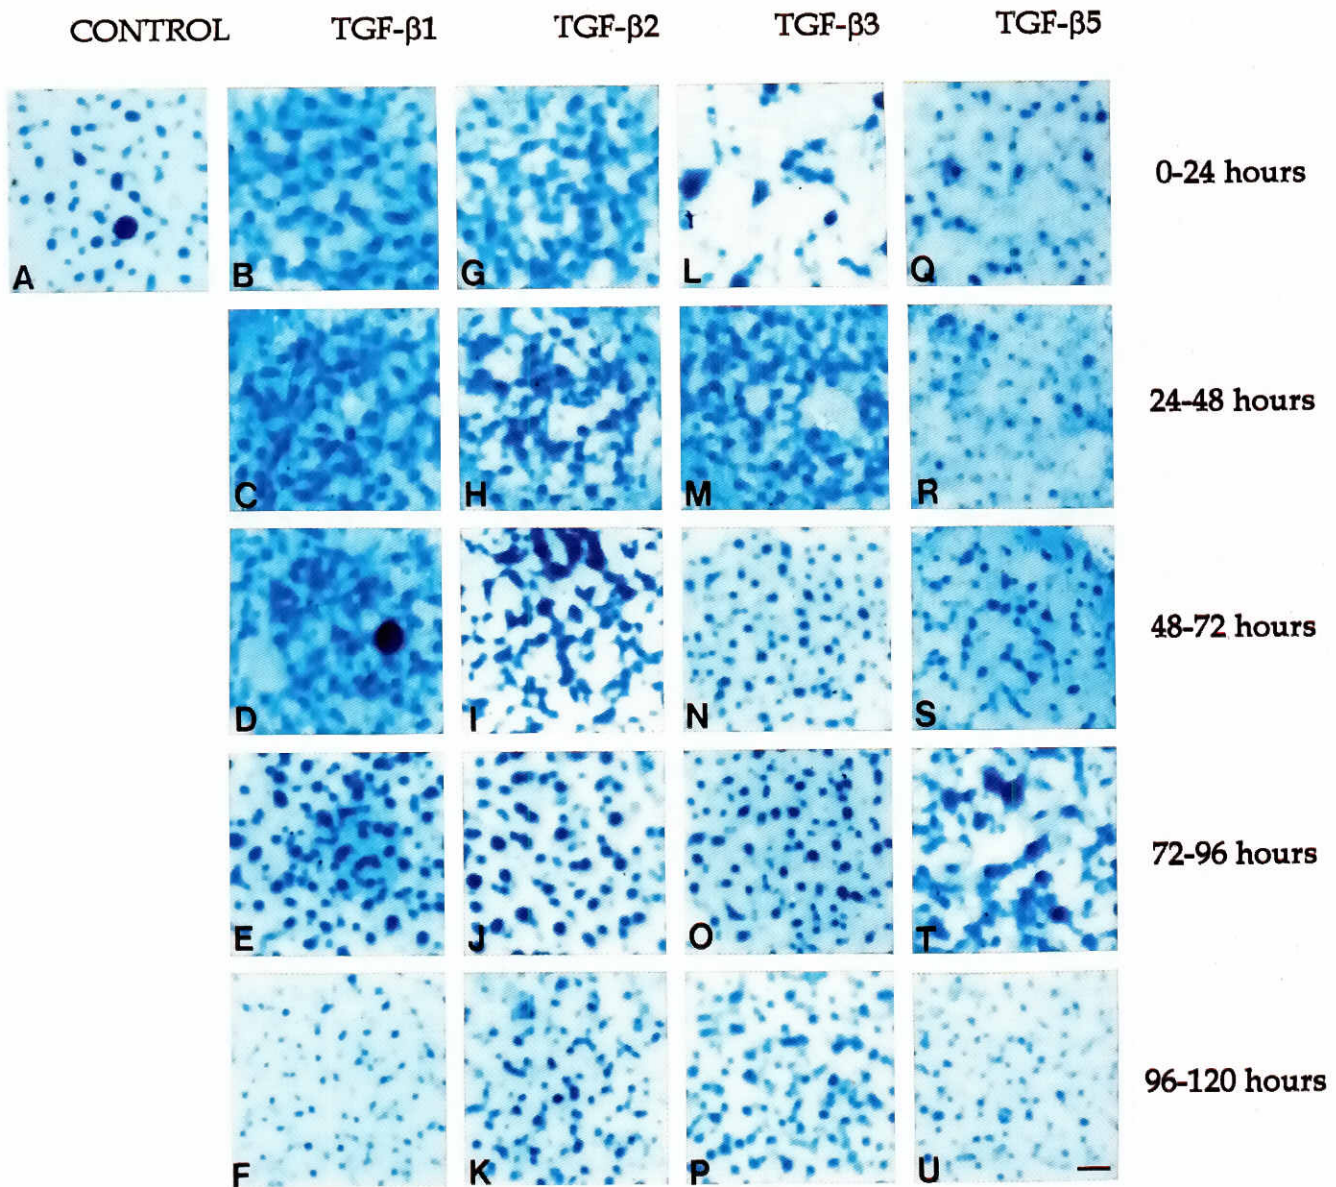 CONTROL TGF-β1 TGF-β2 TGF-β3 TGF-β5
A B G L Q 0-24 hours
C H M R 24-48 hours
D I N S 48-72 hours
E J O T 72-96 hours
F K P U 96-120 hours